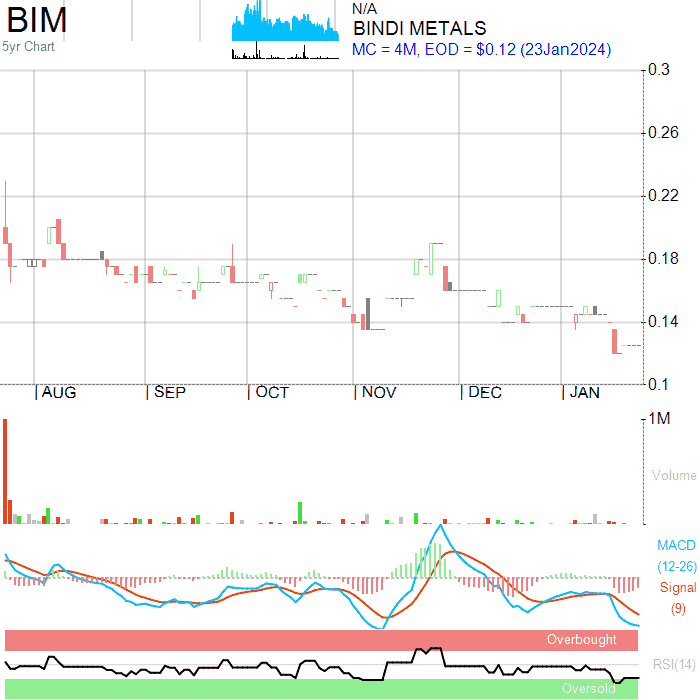 BIM
5yr Chart
N/A
BINDI METALS
MC = 4M, EOD = $0.12 (23Jan2024)
0.3
0.26
0.22
0.18
0.14
0.1
AUG SEP OCT NOV DEC JAN
1M
Volume
MACD
(12-26)
Signal
(9)
Overbought
RSI(14)
Oversold